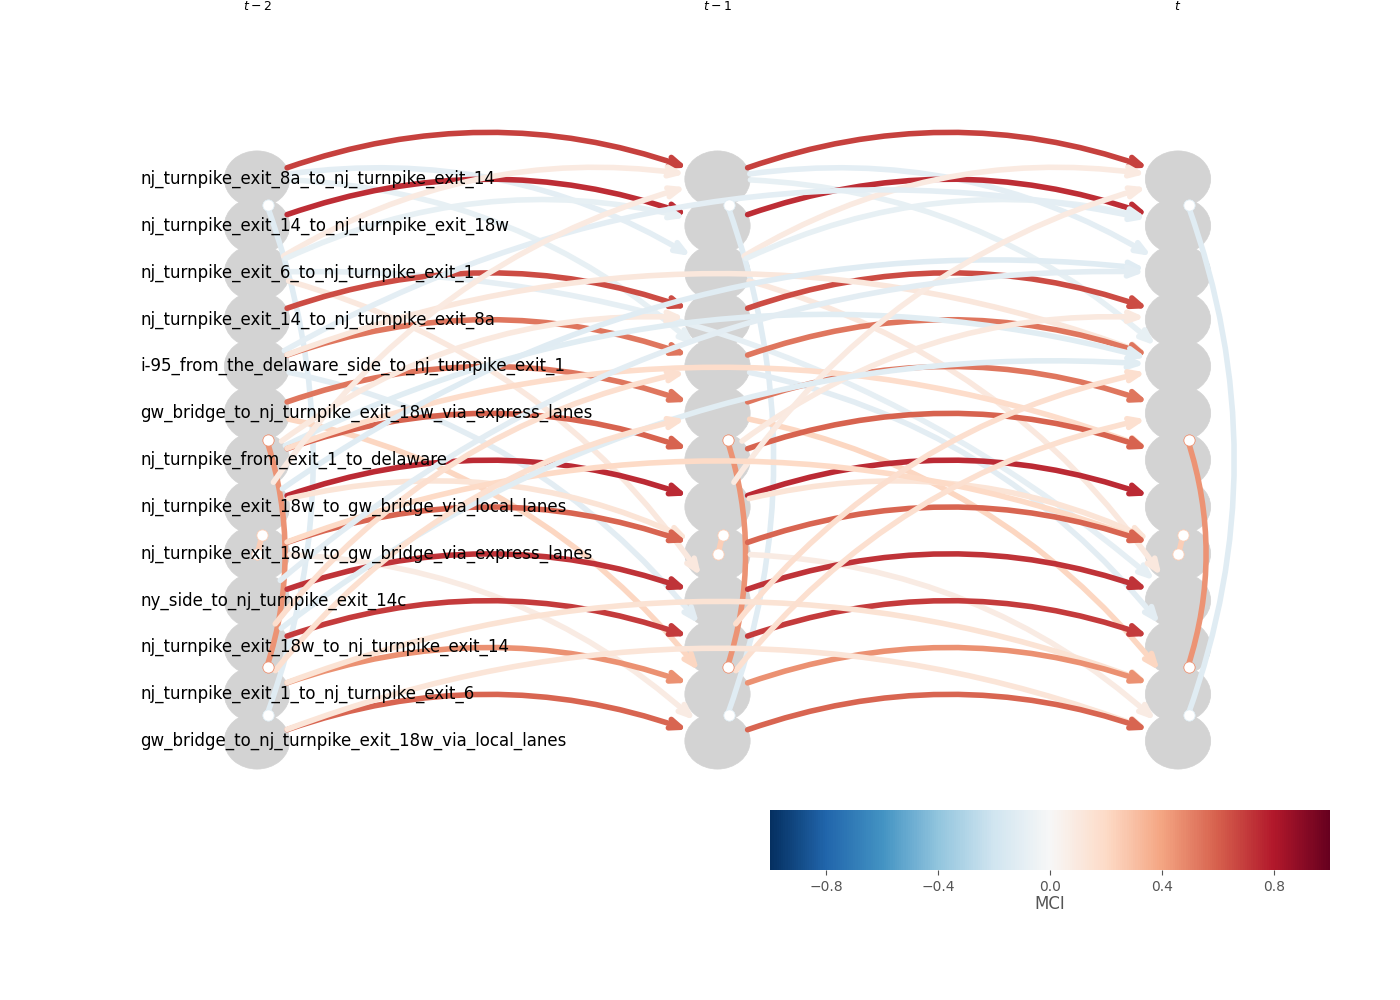 t − 2 t − 1 t
nj_turnpike_exit_8a_to_nj_turnpike_exit_14
nj_turnpike_exit_14_to_nj_turnpike_exit_18w
nj_turnpike_exit_6_to_nj_turnpike_exit_1
nj_turnpike_exit_14_to_nj_turnpike_exit_8a
i-95_from_the_delaware_side_to_nj_turnpike_exit_1
gw_bridge_to_nj_turnpike_exit_18w_via_express_lanes
nj_turnpike_from_exit_1_to_delaware
nj_turnpike_exit_18w_to_gw_bridge_via_local_lanes
nj_turnpike_exit_18w_to_gw_bridge_via_express_lanes
ny_side_to_nj_turnpike_exit_14c
nj_turnpike_exit_18w_to_nj_turnpike_exit_14
nj_turnpike_exit_1_to_nj_turnpike_exit_6
gw_bridge_to_nj_turnpike_exit_18w_via_local_lanes
−0.8 −0.4 0.0 0.4 0.8
MCI